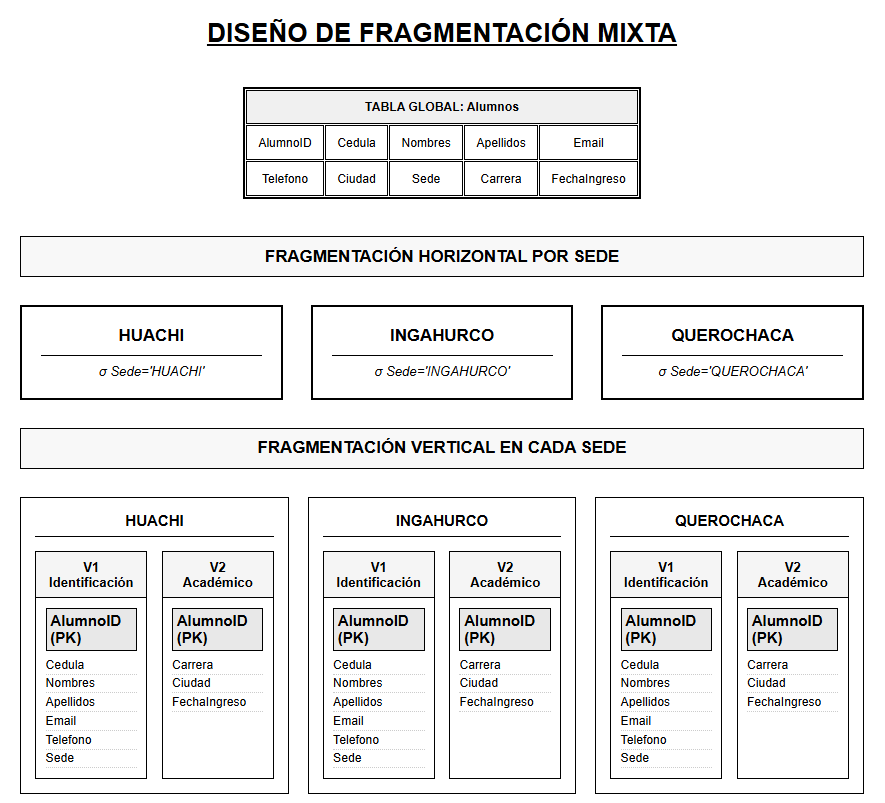 DISEÑO DE FRAGMENTACIÓN MIXTA
TABLA GLOBAL: Alumnos
AlumnoID Cedula Nombres Apellidos Email
Telefono Ciudad Sede Carrera FechaIngreso
FRAGMENTACIÓN HORIZONTAL POR SEDE
HUACHI
σ Sede='HUACHI'
INGAHURCO
σ Sede='INGAHURCO'
QUEROCHACA
σ Sede='QUEROCHACA'
FRAGMENTACIÓN VERTICAL EN CADA SEDE
HUACHI
V1
Identificación
AlumnoID
(PK)
Cedula
Nombres
Apellidos
Email
Telefono
Sede
V2
Académico
AlumnoID
(PK)
Carrera
Ciudad
FechaIngreso
INGAHURCO
V1
Identificación
AlumnoID
(PK)
Cedula
Nombres
Apellidos
Email
Telefono
Sede
V2
Académico
AlumnoID
(PK)
Carrera
Ciudad
FechaIngreso
QUEROCHACA
V1
Identificación
AlumnoID
(PK)
Cedula
Nombres
Apellidos
Email
Telefono
Sede
V2
Académico
AlumnoID
(PK)
Carrera
Ciudad
FechaIngreso